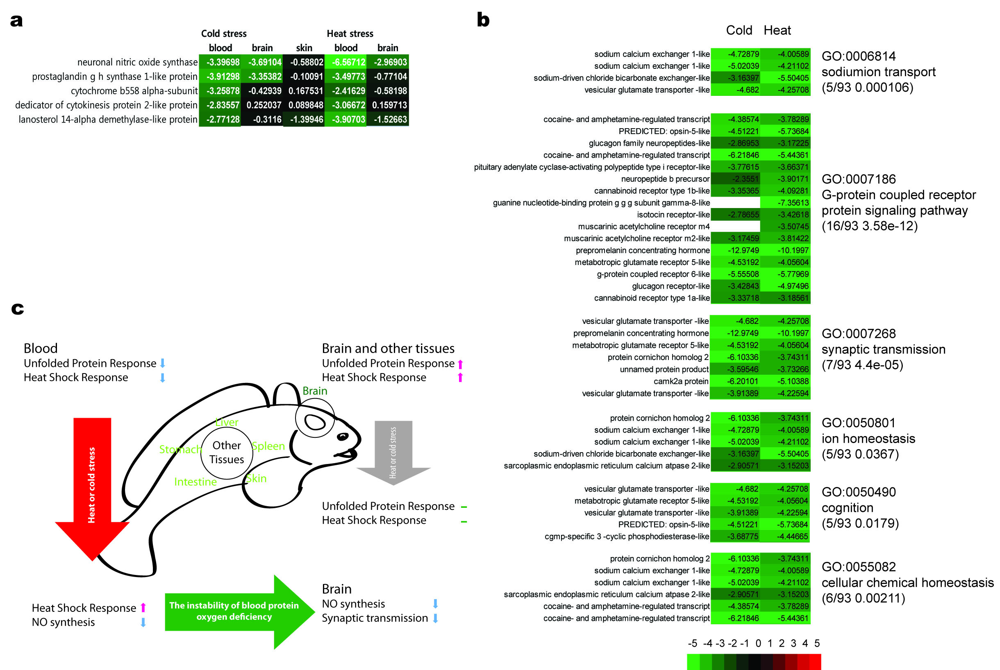 a
Cold stress Heat stress
blood brain skin blood brain
neuronal nitric oxide synthase -3.39698 -3.69104 -0.58802 -6.56712 -2.96903
prostaglandin g h synthase 1-like protein -3.91298 -3.35382 -0.10091 -3.49773 -0.77104
cytochrome b558 alpha-subunit -3.25878 -0.42939 0.167531 -2.41629 -0.58198
dedicator of cytokinesis protein 2-like protein -2.83557 0.252037 0.089848 -3.06672 0.159713
lanosterol 14-alpha demethylase-like protein -2.77128 -0.3116 -1.39946 -3.90703 -1.52663
b
Cold Heat
sodium calcium exchanger 1-like -4.72879 -4.00589
sodium calcium exchanger 1-like -5.02039 -4.21102
sodium-driven chloride bicarbonate exchanger-like -3.16397 -5.50405
vesicular glutamate transporter -like -4.682 -4.25708
GO:0006814
sodiumion transport
(5/93 0.000106)
cocaine- and amphetamine-regulated transcript -4.38574 -3.78289
PREDICTED: opsin-5-like -4.51221 -5.73684
glucagon family neuropeptides-like -2.86953 -3.17225
cocaine- and amphetamine-regulated transcript -6.21846 -5.44361
pituitary adenylate cyclase-activating polypeptide type i receptor-like -3.77615 -3.66371
neuropeptide b precursor -2.3551 -3.90171
cannabinoid receptor type 1b-like -3.35365 -4.09281
guanine nucleotide-binding protein g g g subunit gamma-8-like -7.35613
isotocin receptor-like -2.78655 -3.42618
muscarinic acetylcholine receptor m4 -3.50745
muscarinic acetylcholine receptor m2-like -3.17459 -3.81422
prepromelanin concentrating hormone -12.9749 -10.1997
metabotropic glutamate receptor 5-like -4.53192 -4.05604
g-protein coupled receptor 6-like -5.55508 -5.77969
glucagon receptor-like -3.42843 -4.97496
cannabinoid receptor type 1a-like -3.33718 -3.18561
GO:0007186
G-protein coupled receptor
protein signaling pathway
(16/93 3.58e-12)
vesicular glutamate transporter -like -4.682 -4.25708
prepromelanin concentrating hormone -12.9749 -10.1997
metabotropic glutamate receptor 5-like -4.53192 -4.05604
protein cornichon homolog 2 -6.10336 -3.74311
unnamed protein product -3.59546 -3.73266
camk2a protein -6.20101 -5.10388
vesicular glutamate transporter -like -3.91389 -4.22594
GO:0007268
synaptic transmission
(7/93 4.4e-05)
protein cornichon homolog 2 -6.10336 -3.74311
sodium calcium exchanger 1-like -4.72879 -4.00589
sodium calcium exchanger 1-like -5.02039 -4.21102
sodium-driven chloride bicarbonate exchanger-like -3.16397 -5.50405
sarcoplasmic endoplasmic reticulum calcium atpase 2-like -2.90571 -3.15203
GO:0050801
ion homeostasis
(5/93 0.0367)
vesicular glutamate transporter -like -4.682 -4.25708
metabotropic glutamate receptor 5-like -4.53192 -4.05604
vesicular glutamate transporter -like -3.91389 -4.22594
PREDICTED: opsin-5-like -4.51221 -5.73684
cgmp-specific 3 -cyclic phosphodiesterase-like -3.68775 -4.44665
GO:0050490
cognition
(5/93 0.0179)
protein cornichon homolog 2 -6.10336 -3.74311
sodium calcium exchanger 1-like -4.72879 -4.00589
sodium calcium exchanger 1-like -5.02039 -4.21102
sarcoplasmic endoplasmic reticulum calcium atpase 2-like -2.90571 -3.15203
cocaine- and amphetamine-regulated transcript -4.38574 -3.78289
cocaine- and amphetamine-regulated transcript -6.21846 -5.44361
GO:0055082
cellular chemical homeostasis
(6/93 0.00211)
-5 -4 -3 -2 -1 0 1 2 3 4 5
c
Blood
Unfolded Protein Response
Heat Shock Response
Brain and other tissues
Unfolded Protein Response
Heat Shock Response
Brain
Liver
Stomach
Other
Tissues
Spleen
Intestine
Skin
Heat or cold stress
Heat or cold stress
Unfolded Protein Response –
Heat Shock Response –
Heat Shock Response
NO synthesis
The instability of blood protein
oxygen deficiency
Brain
NO synthesis
Synaptic transmission